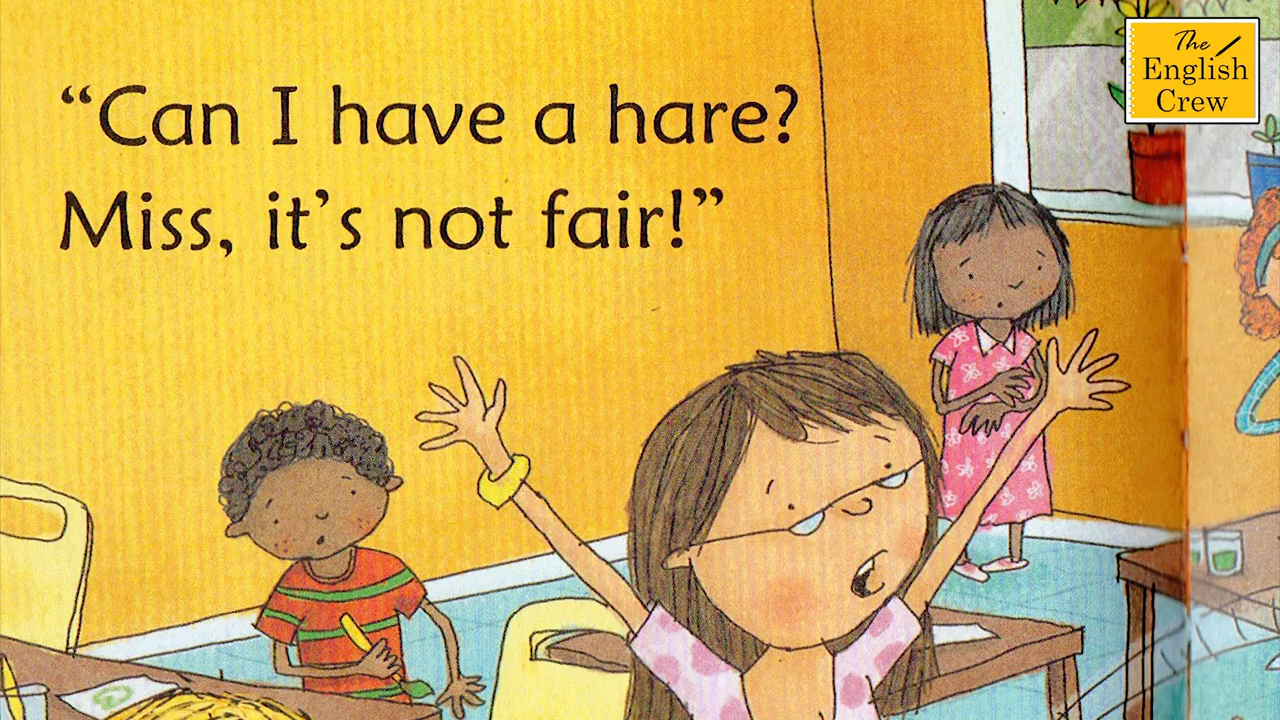 “Can I have a hare?
Miss, it’s not fair!”
The
English
Crew